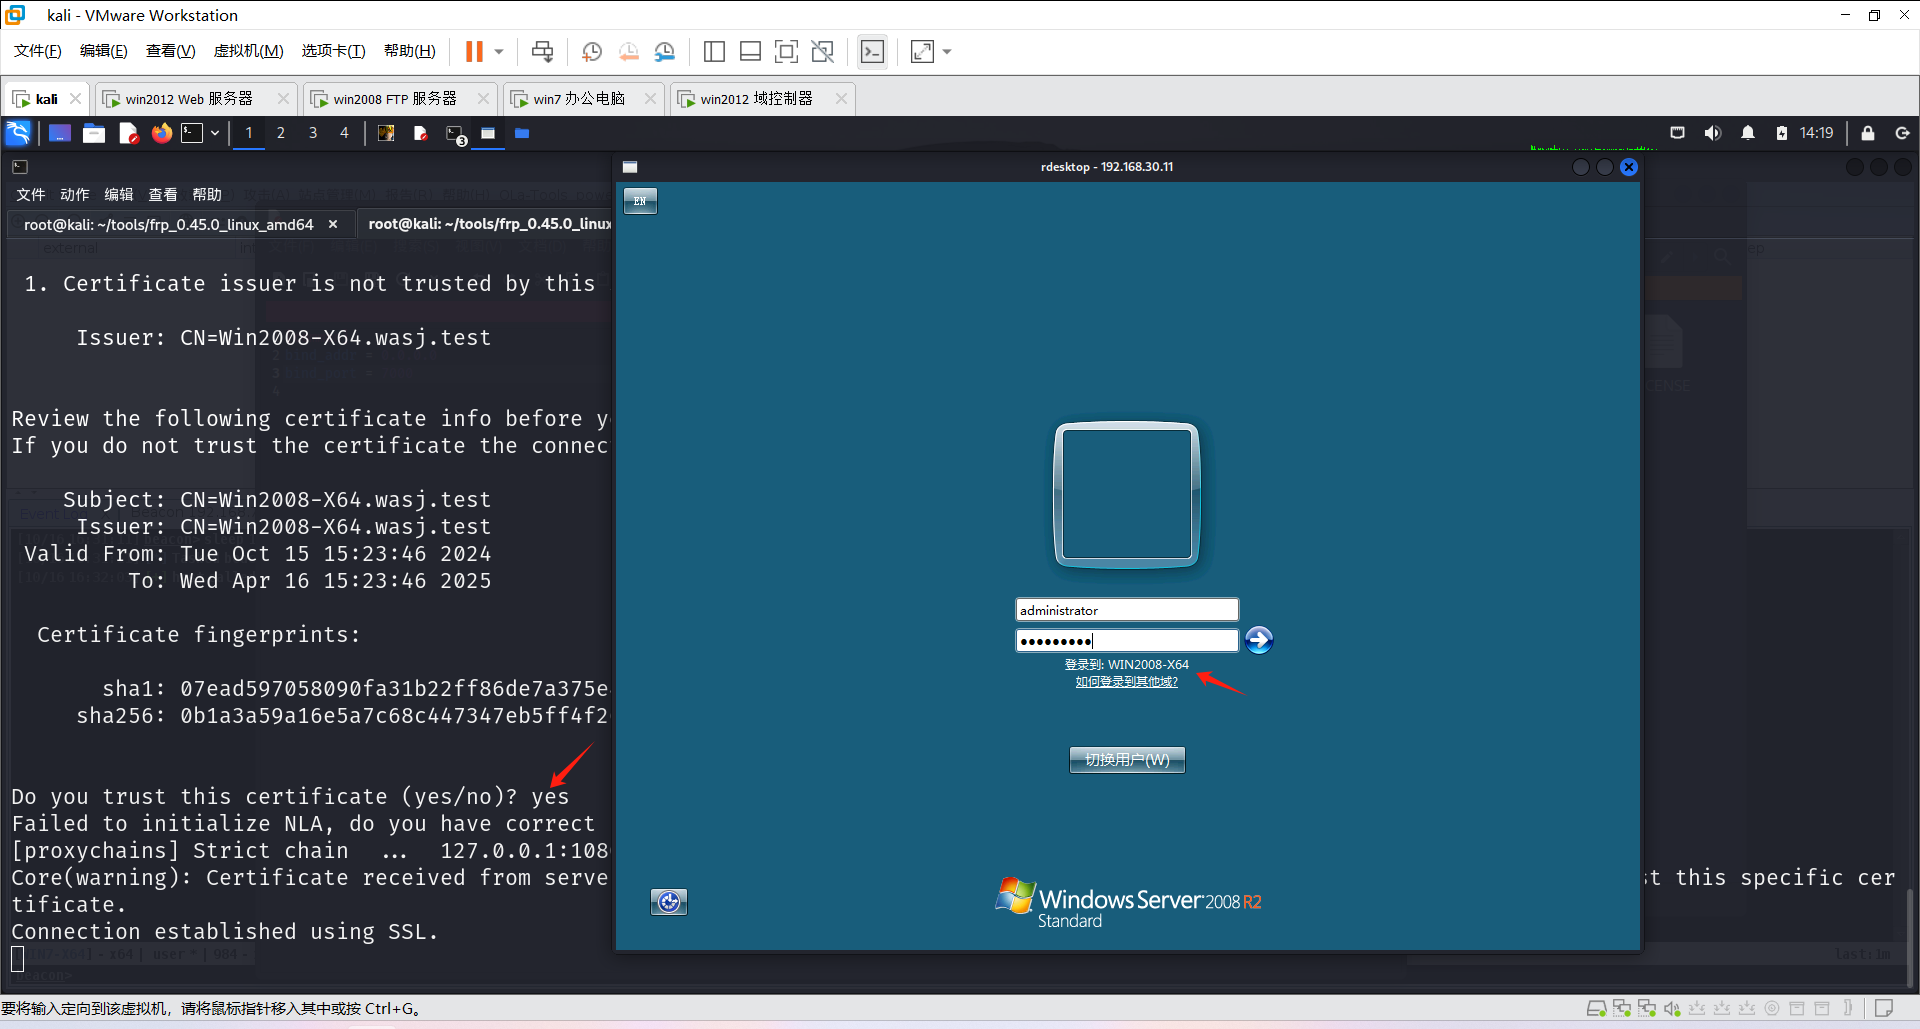 kali - VMware Workstation
文件(F) 编辑(E) 查看(V) 虚拟机(M) 选项卡(T) 帮助(H)
kali
win2012 Web 服务器
win2008 FTP 服务器
win7 办公电脑
win2012 域控制器
1 2 3 4
3
14:19
rdesktop - 192.168.30.11
文件 动作 编辑 查看 帮助
root@kali: ~/tools/frp_0.45.0_linux_amd64
root@kali: ~/tools/frp_0.45.0_linux
1. Certificate issuer is not trusted by this
Issuer: CN=Win2008-X64.wasj.test
Review the following certificate info before y
If you do not trust the certificate the connec
Subject: CN=Win2008-X64.wasj.test
Issuer: CN=Win2008-X64.wasj.test
Valid From: Tue Oct 15 15:23:46 2024
To: Wed Apr 16 15:23:46 2025
Certificate fingerprints:
sha1: 07ead597058090fa31b22ff86de7a375e
sha256: 0b1a3a59a16e5a7c68c447347eb5ff4f2
Do you trust this certificate (yes/no)? yes
Failed to initialize NLA, do you have correct
[proxychains] Strict chain ... 127.0.0.1:108
Core(warning): Certificate received from serve
st this specific cer
tificate.
Connection established using SSL.
EN
administrator
登录到: WIN2008-X64
如何登录到其他域?
切换用户(W)
Windows Server 2008 R2
Standard
要将输入定向到该虚拟机，请将鼠标指针移入其中或按 Ctrl+G。